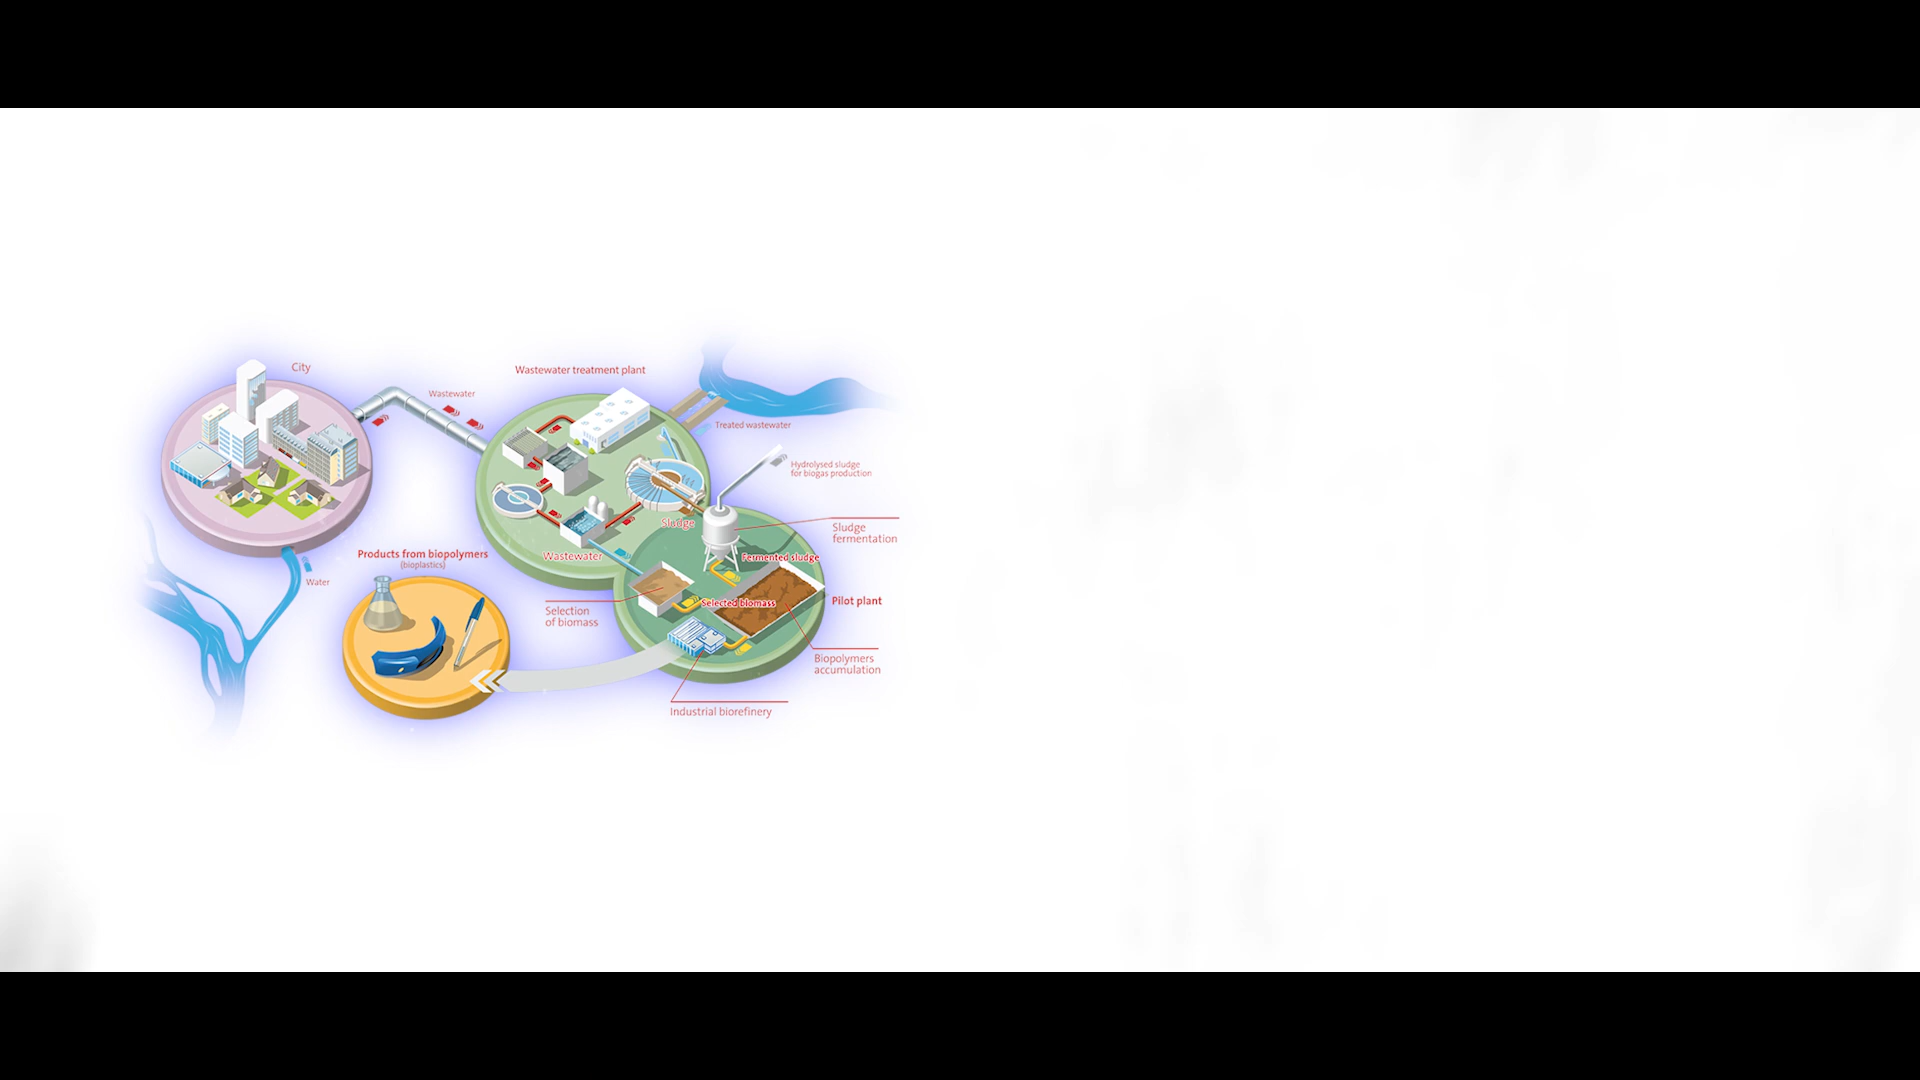 City
Wastewater treatment plant
Wastewater
Treated wastewater
Hydrolysed sludge
for biogas production
Sludge
Sludge
fermentation
Products from biopolymers
(bioplastics)
Wastewater
Fermented sludge
Water
Selection
of biomass
Selected biomass
Pilot plant
Biopolymers
accumulation
Industrial biorefinery